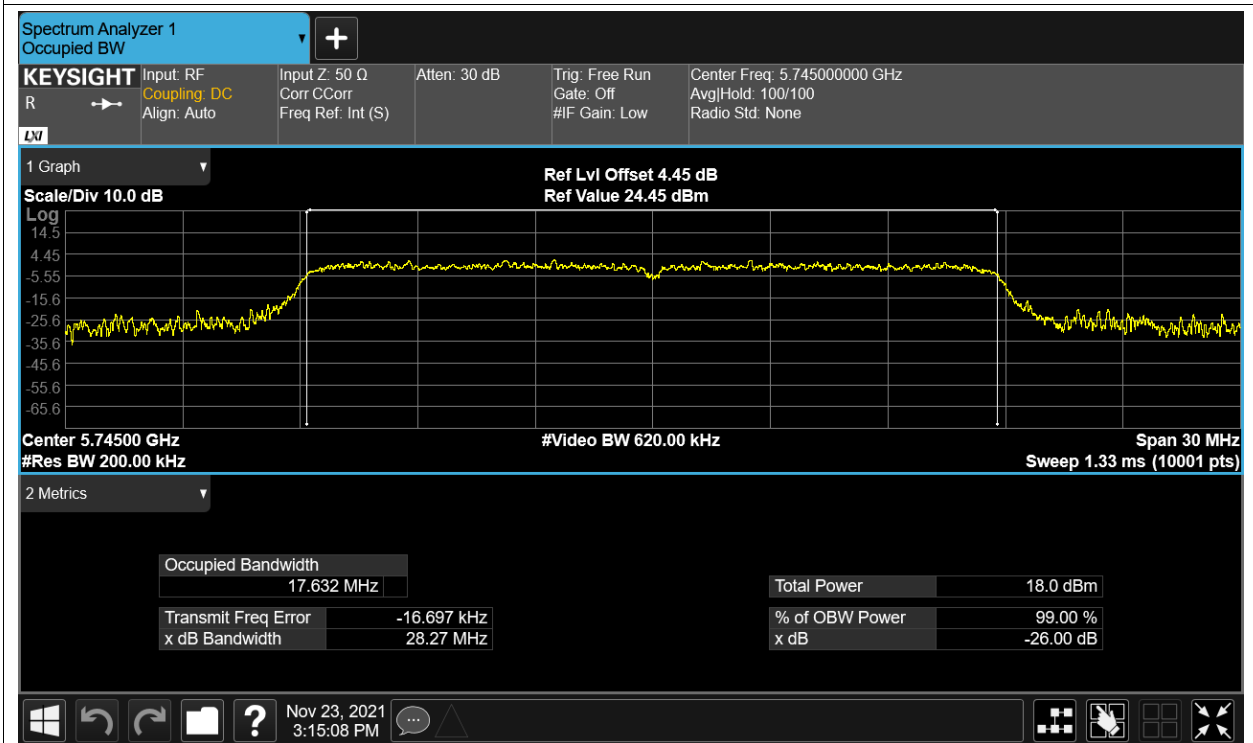 Spectrum Analyzer 1
Occupied BW
KEYSIGHT Input: RF Input Z: 50 Ω Atten: 30 dB Trig: Free Run Center Freq: 5.745000000 GHz
R Coupling: DC Corr CCorr Gate: Off Avg|Hold: 100/100
Align: Auto Freq Ref: Int (S) #IF Gain: Low Radio Std: None
LXI
1 Graph
Ref Lvl Offset 4.45 dB
Scale/Div 10.0 dB Ref Value 24.45 dBm
Log
14.5
4.45
-5.55
-15.6
-25.6
-35.6
-45.6
-55.6
-65.6
Center 5.74500 GHz #Video BW 620.00 kHz Span 30 MHz
#Res BW 200.00 kHz Sweep 1.33 ms (10001 pts)
2 Metrics
Occupied Bandwidth
17.632 MHz Total Power 18.0 dBm
Transmit Freq Error -16.697 kHz % of OBW Power 99.00 %
x dB Bandwidth 28.27 MHz x dB -26.00 dB
Nov 23, 2021
3:15:08 PM